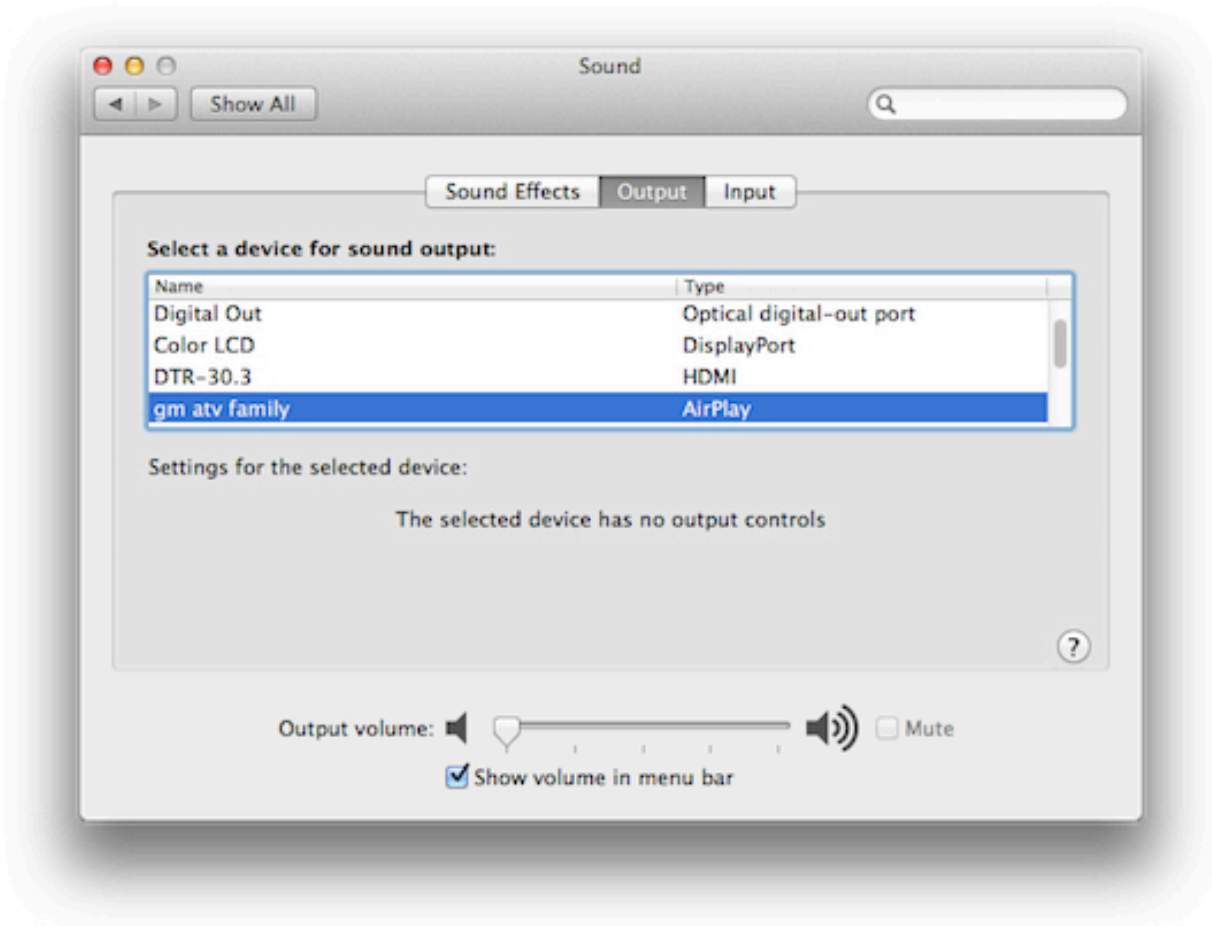 Sound
Show All
Sound Effects Output Input
Select a device for sound output:
Name Type
Digital Out Optical digital-out port
Color LCD DisplayPort
DTR-30.3 HDMI
gm atv family AirPlay
Settings for the selected device:
The selected device has no output controls
?
Output volume: Mute
Show volume in menu bar